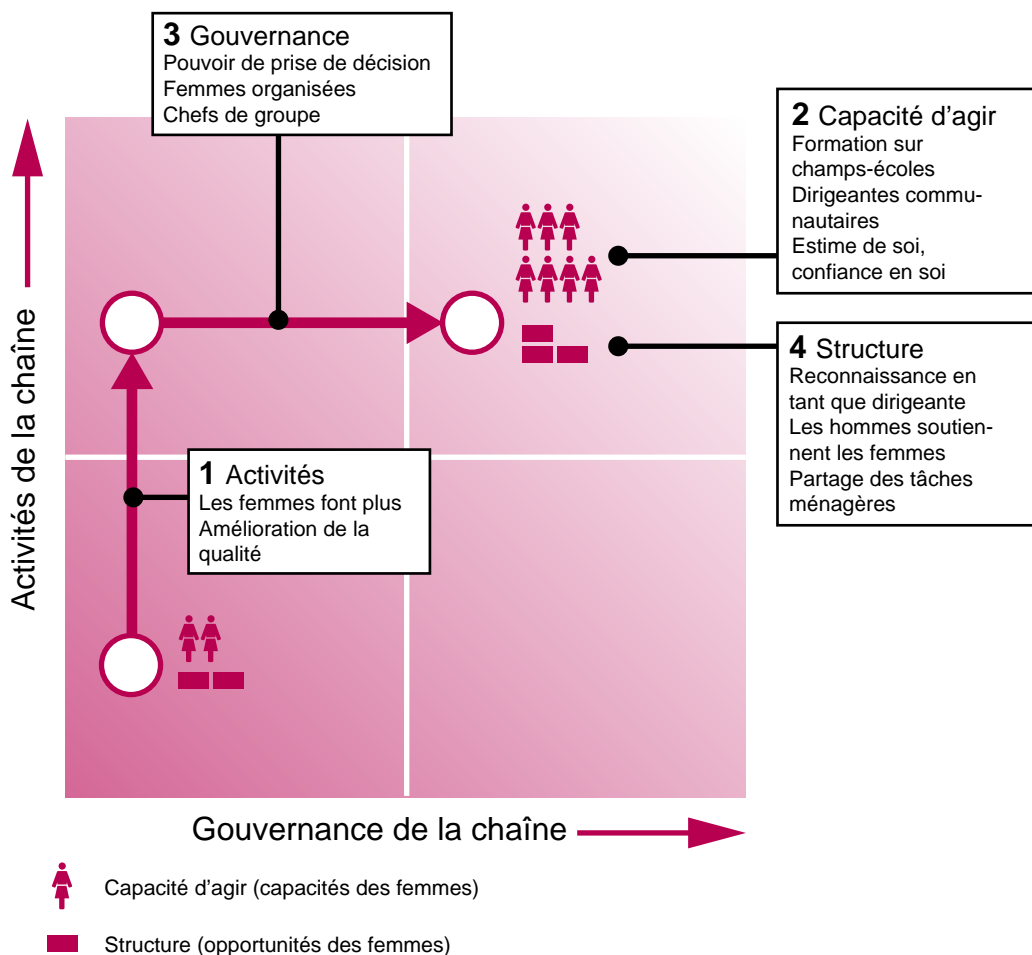 3 Gouvernance
Pouvoir de prise de décision
Femmes organisées
Chefs de groupe
2 Capacité d'agir
Formation sur
champs-écoles
Dirigeantes commu-
nautaires
Estime de soi,
confiance en soi
4 Structure
Reconnaissance en
tant que dirigeante
Les hommes soutien-
nent les femmes
Partage des tâches
ménagères
1 Activités
Les femmes font plus
Amélioration de la
qualité
Activités de la chaîne
Gouvernance de la chaîne
Capacité d'agir (capacités des femmes)
Structure (opportunités des femmes)